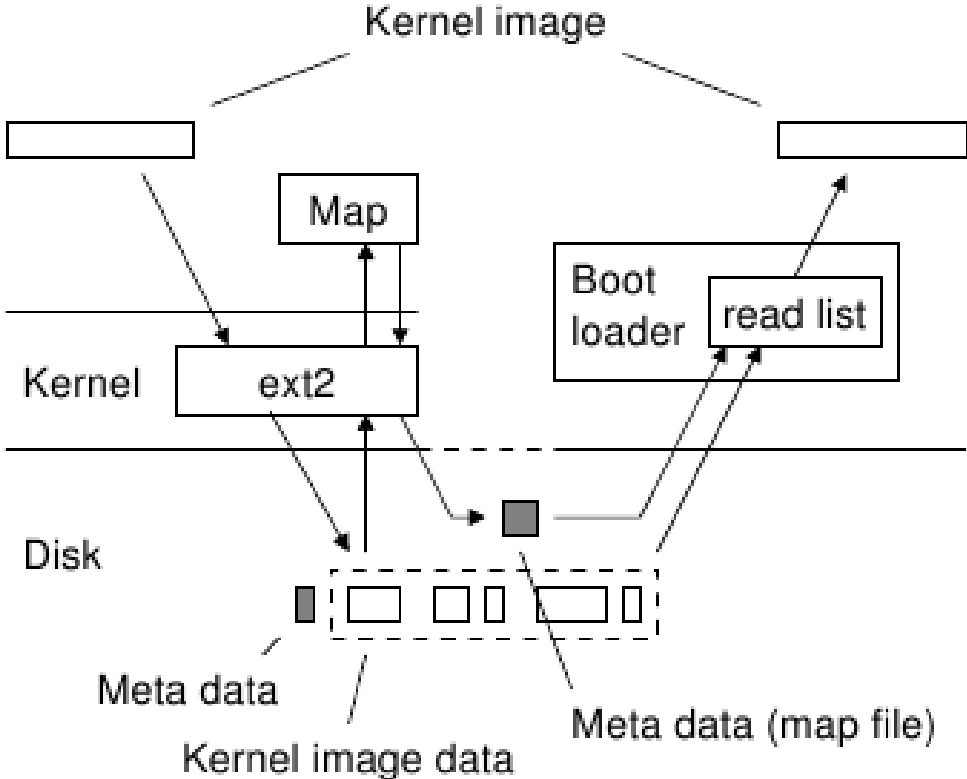 Kernel image
Map
Boot
loader
read list
Kernel
ext2
Disk
Meta data
Meta data (map file)
Kernel image data